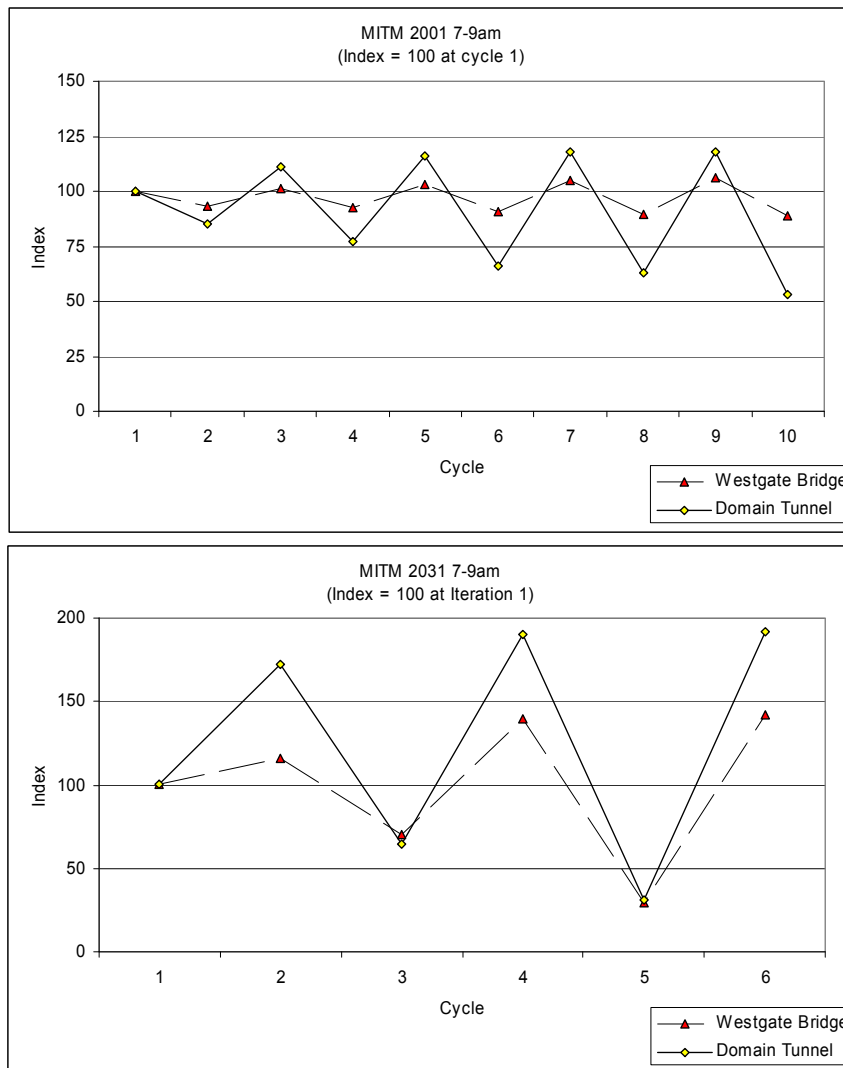 MITM 2001 7-9am
(Index = 100 at cycle 1)
150
125
100
75
50
25
0
Index
1 2 3 4 5 6 7 8 9 10
Cycle
Westgate Bridge
Domain Tunnel
MITM 2031 7-9am
(Index = 100 at Iteration 1)
200
150
100
50
0
Index
1 2 3 4 5 6
Cycle
Westgate Bridge
Domain Tunnel